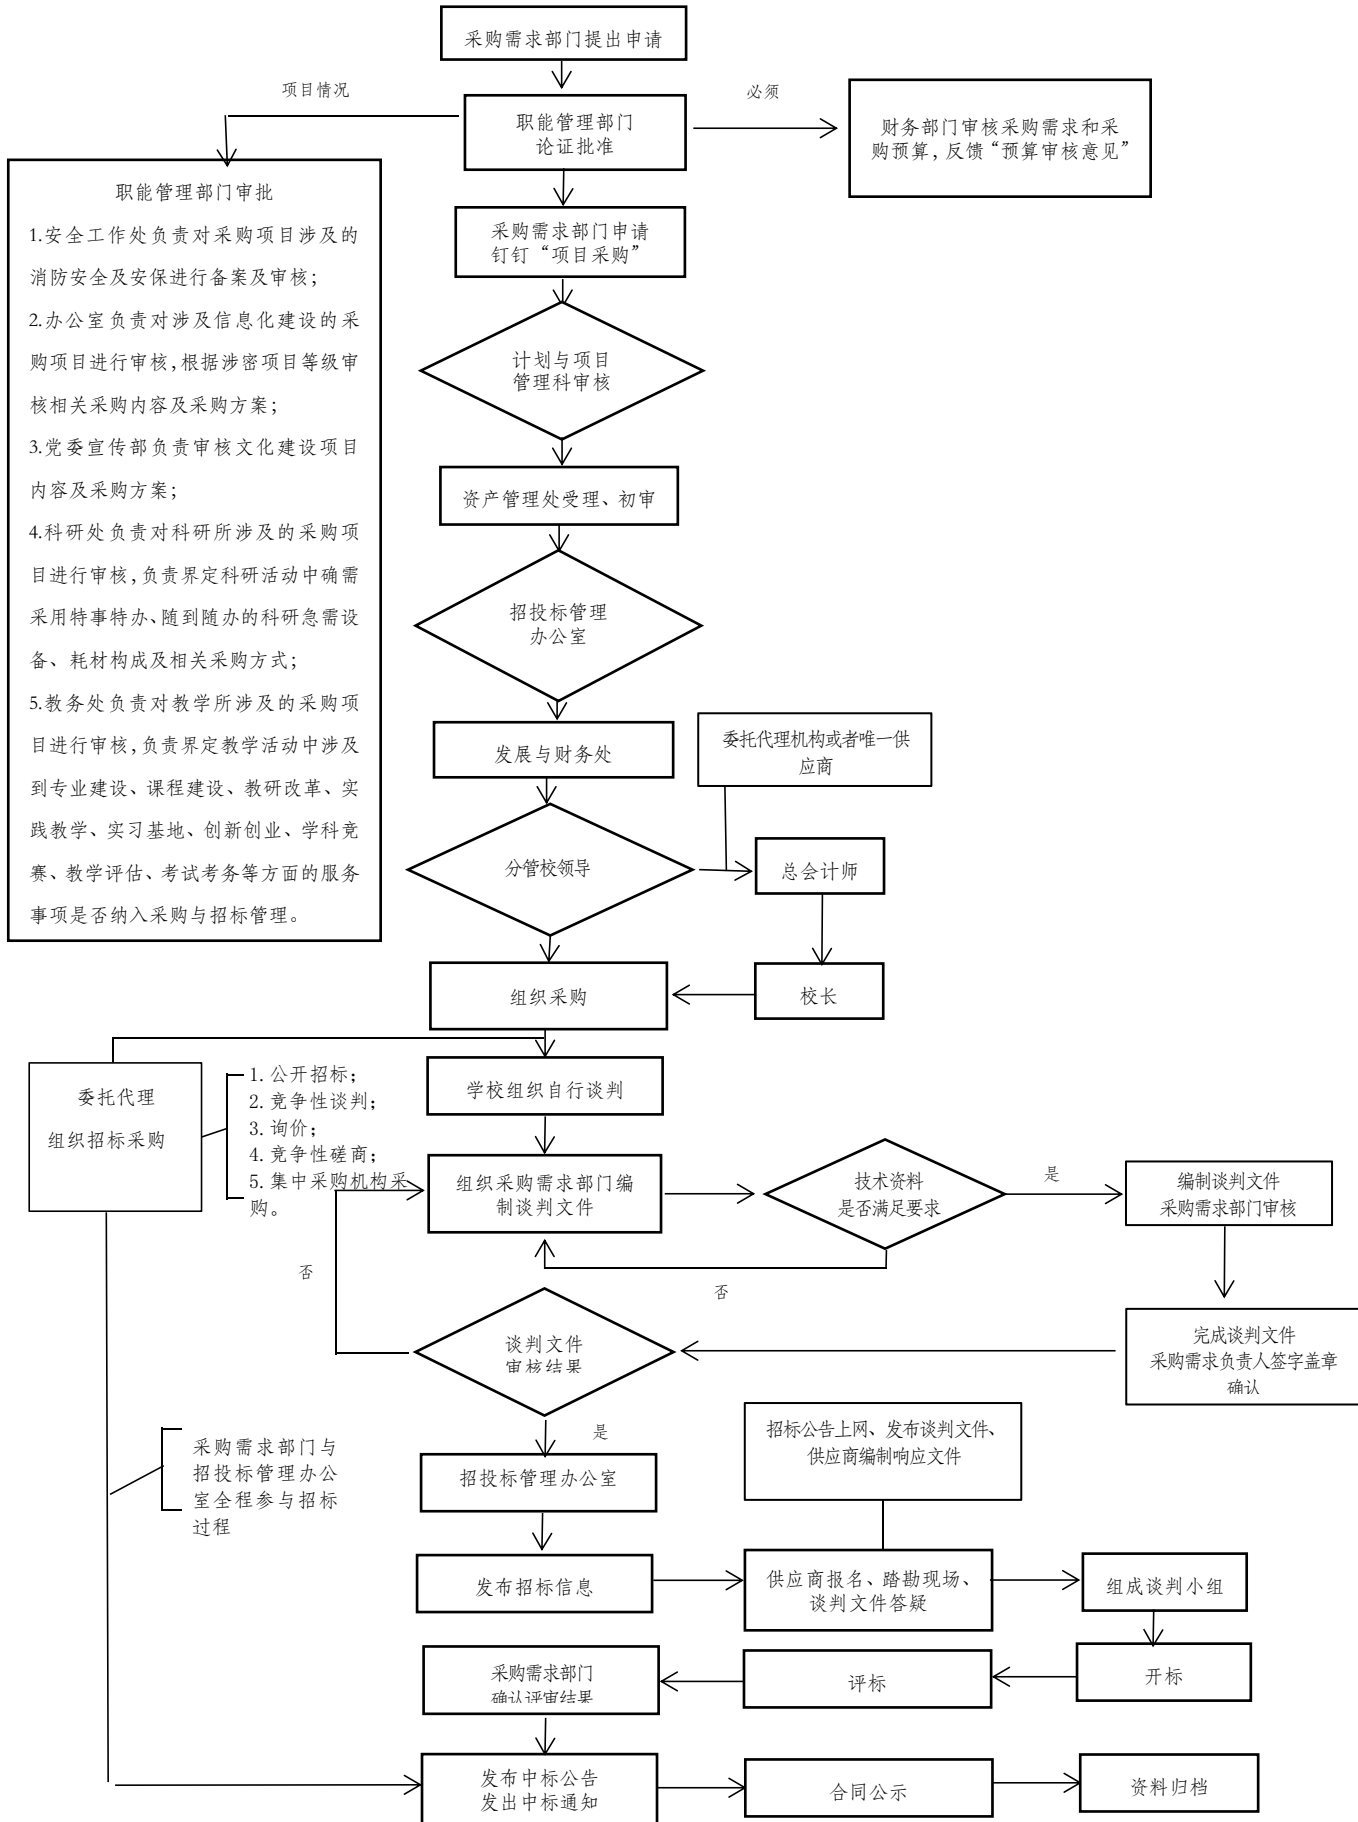 采购需求部门提出申请
项目情况
必须
职能管理部门
论证批准
财务部门审核采购需求和采
购预算，反馈“预算审核意见”
职能管理部门审批
1.安全工作处负责对采购项目涉及的
消防安全及安保进行备案及审核；
2.办公室负责对涉及信息化建设的采
购项目进行审核，根据涉密项目等级审
核相关采购内容及采购方案；
3.党委宣传部负责审核文化建设项目
内容及采购方案；
4.科研处负责对科研所涉及的采购项
目进行审核，负责界定科研活动中确需
采用特事特办、随到随办的科研急需设
备、耗材构成及相关采购方式；
5.教务处负责对教学所涉及的采购项
目进行审核，负责界定教学活动中涉及
到专业建设、课程建设、教研改革、实
践教学、实习基地、创新创业、学科竞
赛、教学评估、考试考务等方面的服务
事项是否纳入采购与招标管理。
采购需求部门申请
钉钉“项目采购”
计划与项目
管理科审核
资产管理处受理、初审
招投标管理
办公室
发展与财务处
委托代理机构或者唯一供
应商
分管校领导
总会计师
组织采购
校长
委托代理
组织招标采购
1. 公开招标；
2. 竞争性谈判；
3. 询价；
4. 竞争性磋商；
5. 集中采购机构采
购。
学校组织自行谈判
组织采购需求部门编
制谈判文件
技术资料
是否满足要求
是
编制谈判文件
采购需求部门审核
否
否
谈判文件
审核结果
完成谈判文件
采购需求负责人签字盖章
确认
是
采购需求部门与
招投标管理办公
室全程参与招标
过程
招投标管理办公室
招标公告上网、发布谈判文件、
供应商编制响应文件
发布招标信息
供应商报名、踏勘现场、
谈判文件答疑
组成谈判小组
采购需求部门
确认评审结果
评标
开标
发布中标公告
发出中标通知
合同公示
资料归档